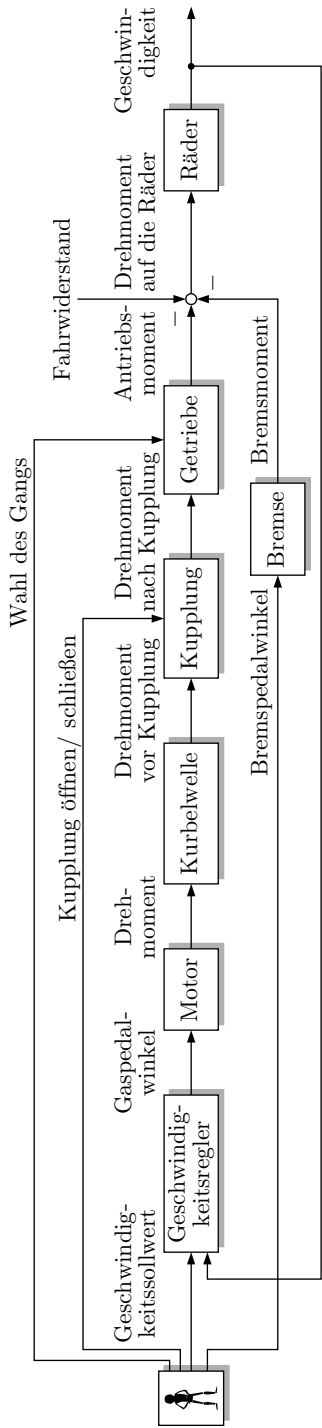 Wahl des Gangs
Kupplung öffnen/ schließen
Fahrwiderstand
Geschwindig-
keitssollwert
Gaspedal-
winkel
Dreh-
moment
Drehmoment
vor Kupplung
Drehmoment
nach Kupplung
Antriebs-
moment
Drehmoment
auf die Räder
Geschwin-
digkeit
Geschwindig-
keitsregler
Motor
Kurbelwelle
Kupplung
Getriebe
Räder
−
−
Bremspedalwinkel
Bremse
Bremsmoment